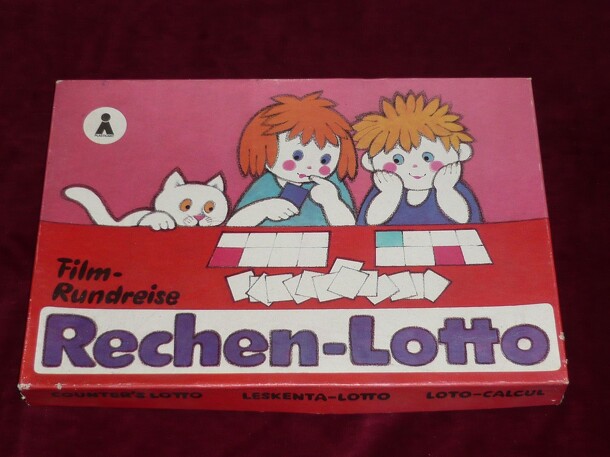 Film-
Rundreise
Rechen-Lotto
COUNTER'S LOTTO LESKENTA-LOTTO LOTO-CALCUL